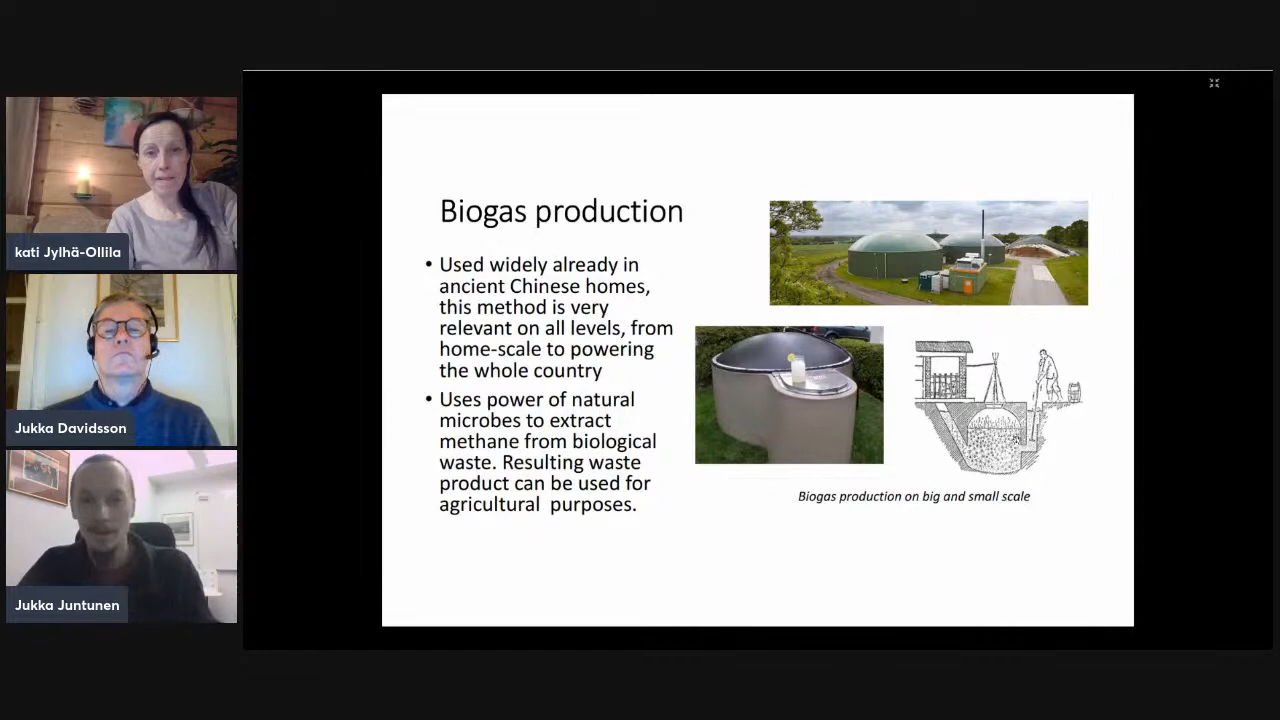 kati Jylhä-Ollila
Jukka Davidsson
Jukka Juntunen
Biogas production
• Used widely already in
ancient Chinese homes,
this method is very
relevant on all levels, from
home-scale to powering
the whole country
• Uses power of natural
microbes to extract
methane from biological
waste. Resulting waste
product can be used for
agricultural purposes.
Biogas production on big and small scale